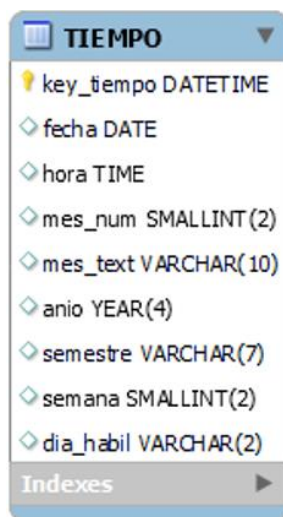 TIEMPO
key_tiempo DATETIME
fecha DATE
hora TIME
mes_num SMALLINT(2)
mes_text VARCHAR(10)
anio YEAR(4)
semestre VARCHAR(7)
semana SMALLINT(2)
dia_habil VARCHAR(2)
Indexes